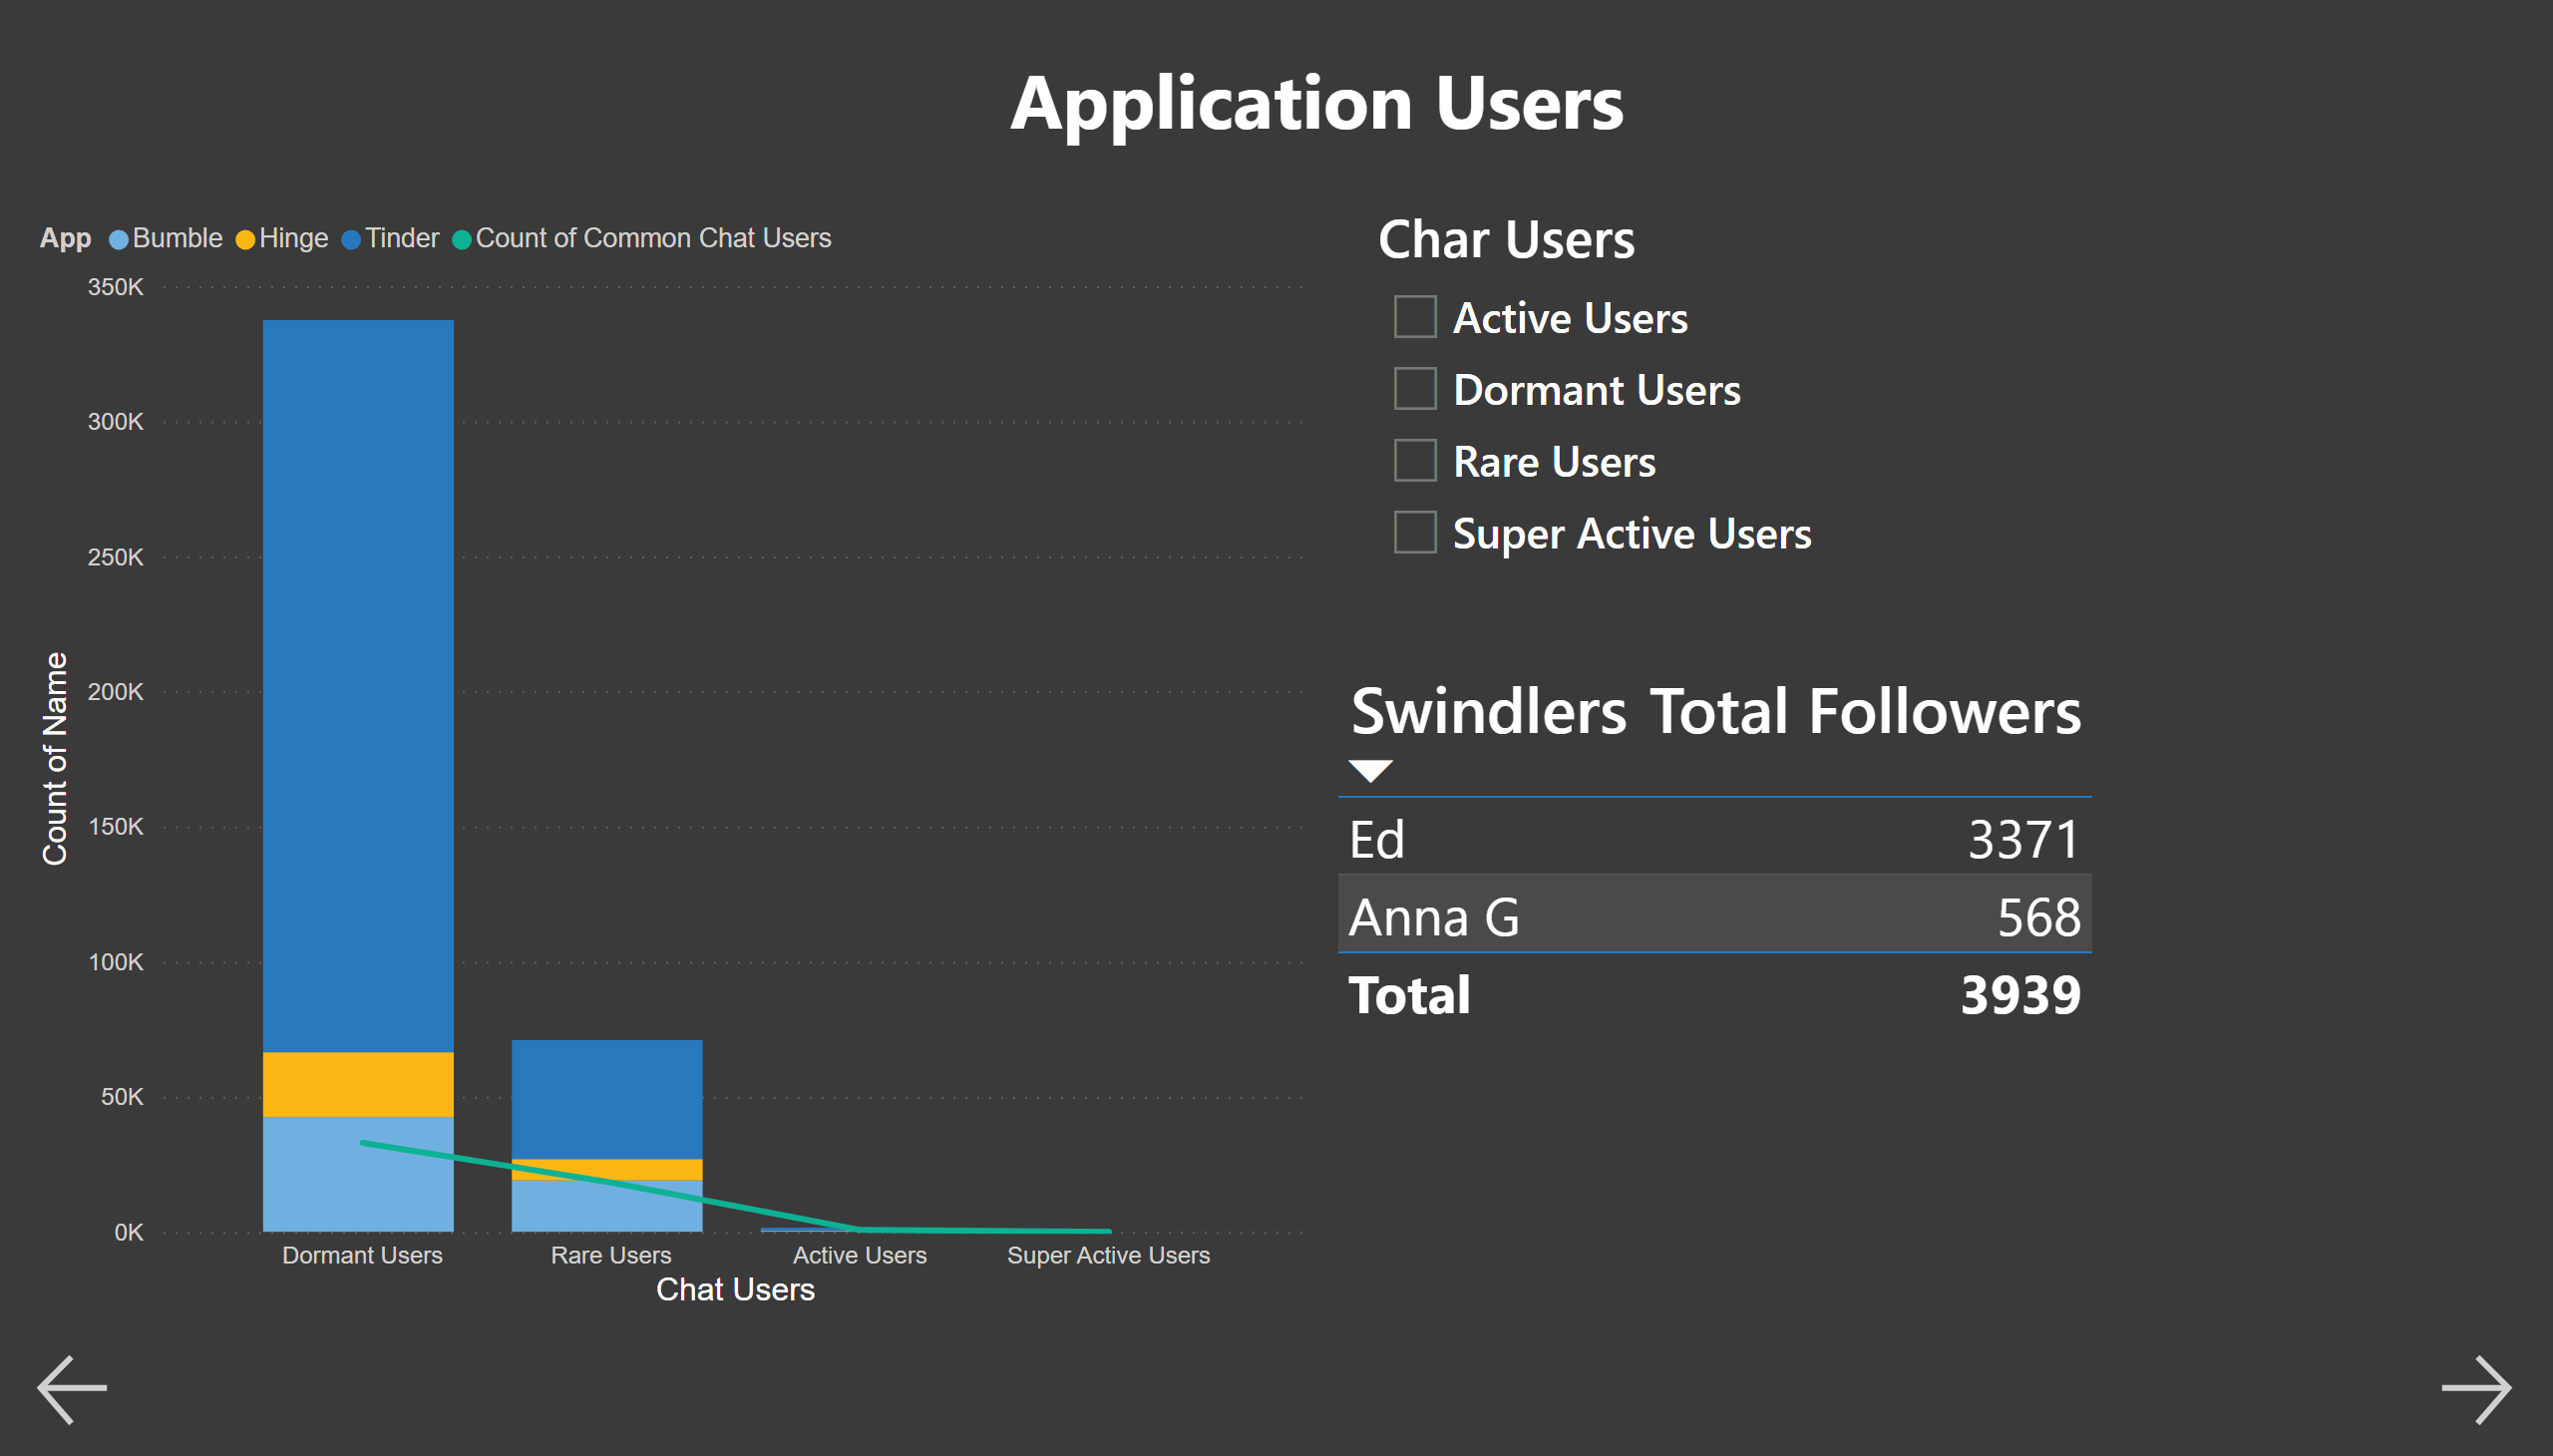 Application Users
App Bumble Hinge Tinder Count of Common Chat Users
350K
300K
250K
200K
150K
100K
50K
0K
Count of Name
Dormant Users Rare Users Active Users Super Active Users
Chat Users
Char Users
Active Users
Dormant Users
Rare Users
Super Active Users
Swindlers Total Followers
Ed 3371
Anna G 568
Total 3939